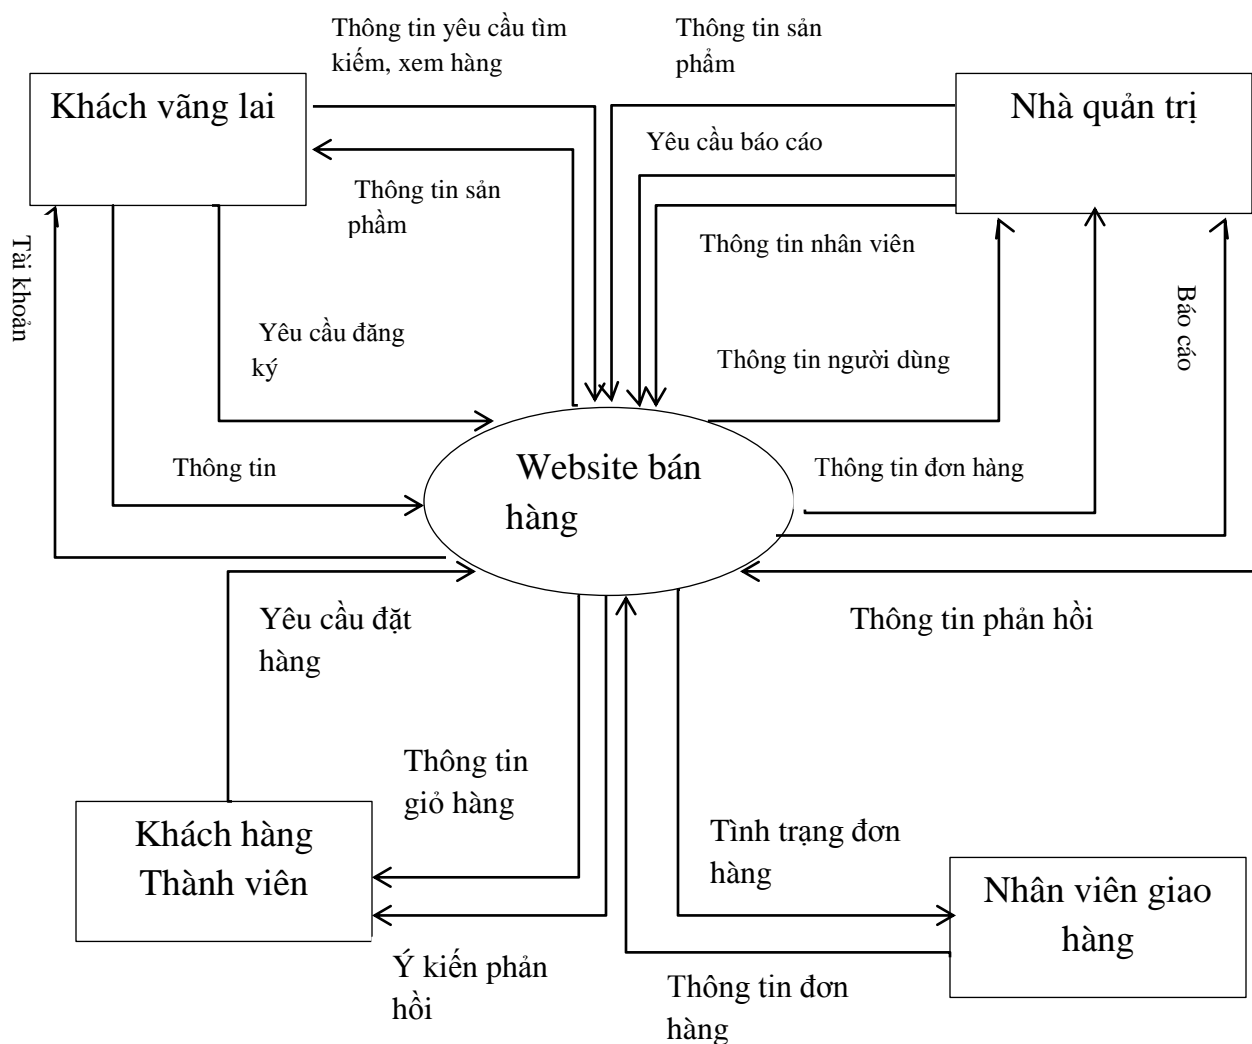 Thông tin yêu cầu tìm
kiếm, xem hàng
Thông tin sản
phẩm
Khách vãng lai
Nhà quản trị
Yêu cầu báo cáo
Thông tin sản
phầm
Thông tin nhân viên
Tài khoản
Báo cáo
Yêu cầu đăng
ký
Thông tin người dùng
Thông tin
Website bán
hàng
Thông tin đơn hàng
Yêu cầu đặt
hàng
Thông tin phản hồi
Thông tin
giỏ hàng
Khách hàng
Thành viên
Tình trạng đơn
hàng
Nhân viên giao
hàng
Ý kiến phản
hồi
Thông tin đơn
hàng